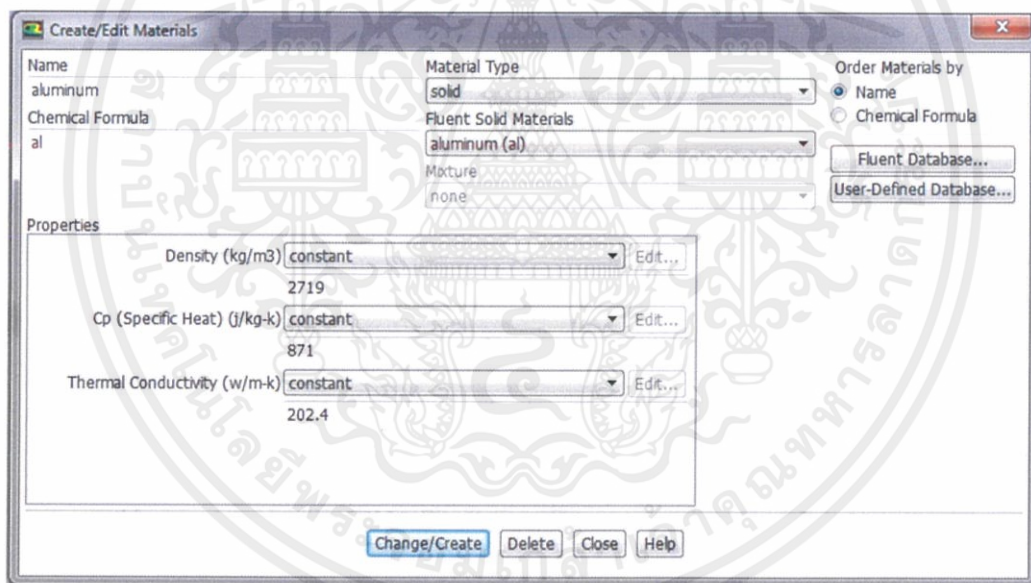 Create/Edit Materials
Name
aluminum
Chemical Formula
al
Material Type
solid
Fluent Solid Materials
aluminum (al)
Mixture
none
Order Materials by
Name
Chemical Formula
Fluent Database...
User-Defined Database...
Properties
Density (kg/m3) constant Edit...
2719
Cp (Specific Heat) (j/kg-k) constant Edit...
871
Thermal Conductivity (w/m-k) constant Edit...
202.4
Change/Create Delete Close Help